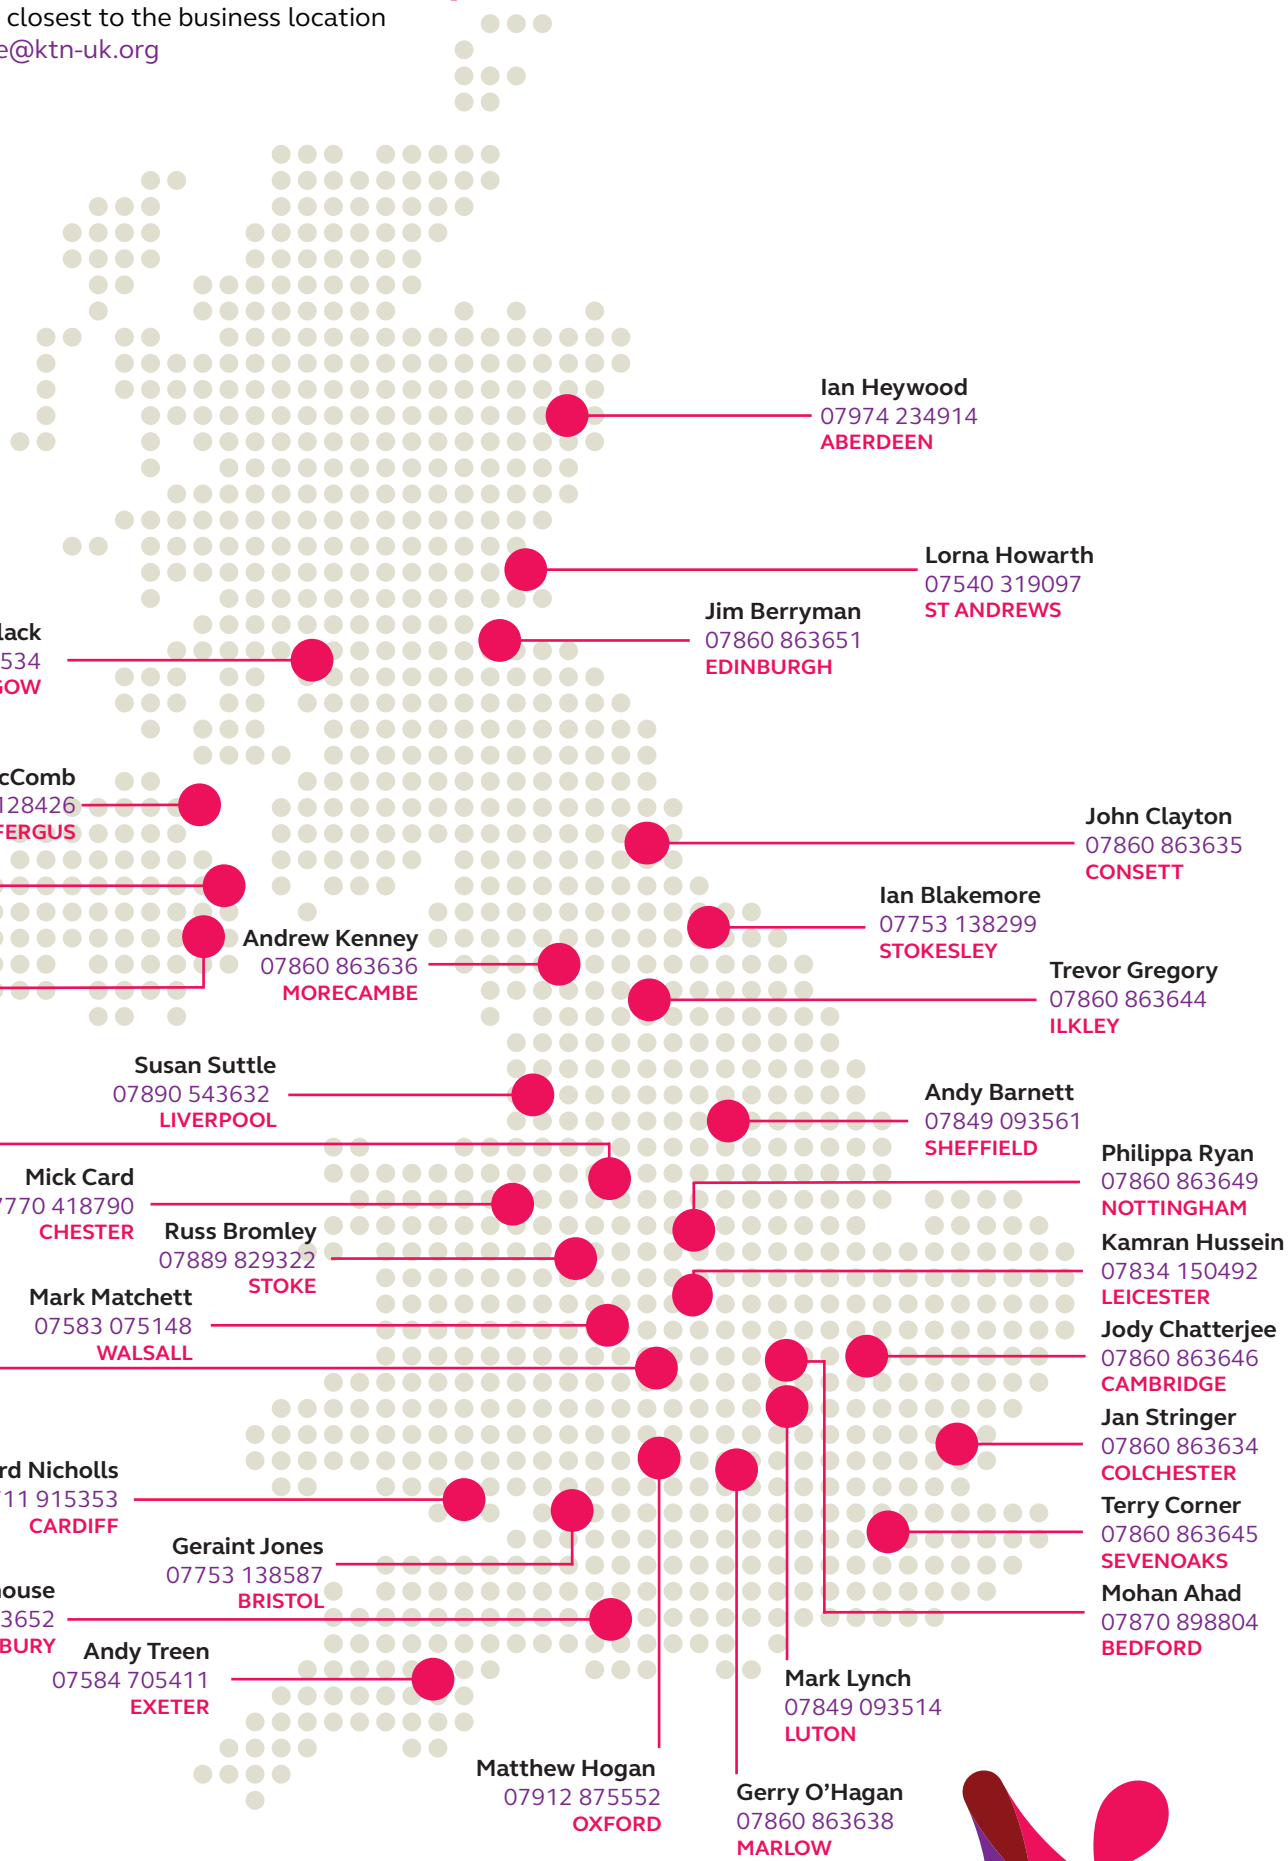 closest to the business location
e@ktn-uk.org
Ian Heywood
07974 234914
ABERDEEN
Lorna Howarth
07540 319097
ST ANDREWS
Jim Berryman
07860 863651
EDINBURGH
lack
534
GOW
cComb
128426
FERGUS
John Clayton
07860 863635
CONSETT
Ian Blakemore
07753 138299
STOKESLEY
Andrew Kenney
07860 863636
MORECAMBE
Trevor Gregory
07860 863644
ILKLEY
Susan Suttle
07890 543632
LIVERPOOL
Andy Barnett
07849 093561
SHEFFIELD
Philippa Ryan
07860 863649
NOTTINGHAM
Mick Card
7770 418790
CHESTER
Russ Bromley
07889 829322
STOKE
Kamran Hussein
07834 150492
LEICESTER
Mark Matchett
07583 075148
WALSALL
Jody Chatterjee
07860 863646
CAMBRIDGE
Jan Stringer
07860 863634
COLCHESTER
rd Nicholls
711 915353
CARDIFF
Terry Corner
07860 863645
SEVENOAKS
Geraint Jones
07753 138587
BRISTOL
ouse
3652
BURY
Mohan Ahad
07870 898804
BEDFORD
Andy Treen
07584 705411
EXETER
Mark Lynch
07849 093514
LUTON
Matthew Hogan
07912 875552
OXFORD
Gerry O’Hagan
07860 863638
MARLOW